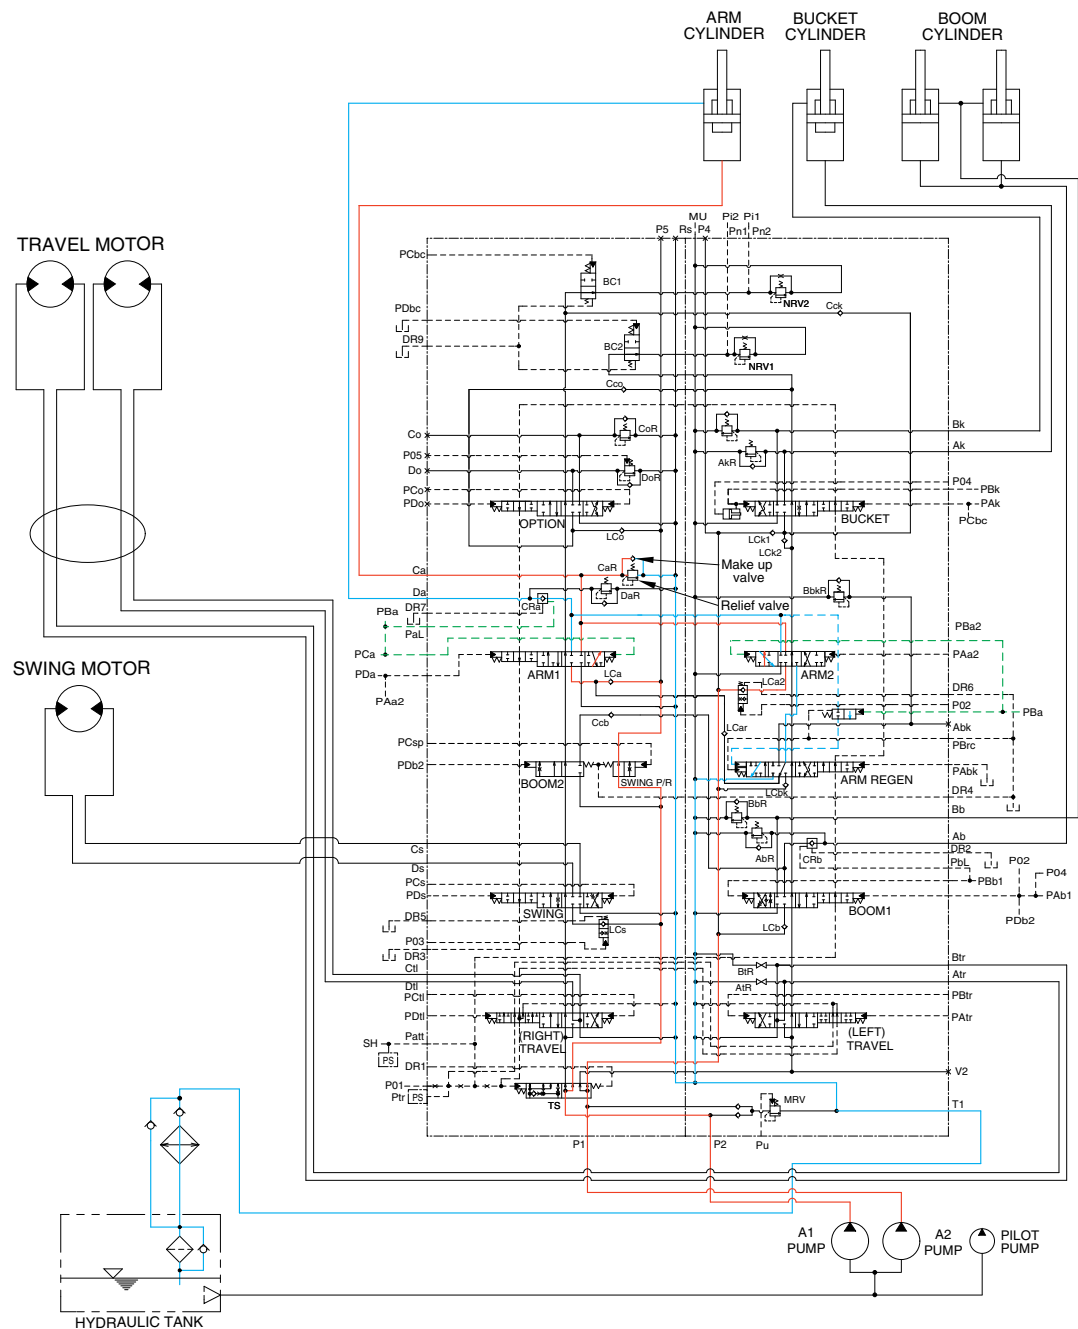 ARM
CYLINDER
BUCKET
CYLINDER
BOOM
CYLINDER
TRAVEL MOTOR
SWING MOTOR
MU
Pi2
Pi1
P5
Rs
P4
Pn1
Pn2
PCbc
BC1
NRV2
Cck
PDbc
DR9
BC2
NRV1
Cco
Co
CoR
Bk
Ak
P05
Do
DoR
AkR
PCo
PDo
P04
PBk
PAk
PCbc
OPTION
BUCKET
LCo
LCk1
LCk2
Make up
valve
Ca
CaR
Da
DaR
Relief valve
BbkR
CRa
PBa
DR7
PaL
PBa2
PCa
PDa
PAa2
ARM1
LCa
ARM2
LCa2
PAa2
DR6
P02
PBa
Ccb
LCar
Abk
PCsp
PBrc
PDb2
PAbk
BOOM2
SWING P/R
ARM REGEN
LCbk
DR4
BbR
Bb
AbR
CRb
Ab
DR2
PbL
P02
P04
Cs
Ds
PCs
PDs
PBb1
PAb1
PDb2
SWING
BOOM1
DR5
LCs
P03
DR3
LCb
Ctl
BtR
Btr
AtR
Atr
Dtl
PCtl
PBtr
PDtl
PAtr
(RIGHT)
TRAVEL
(LEFT)
TRAVEL
Patt
SH
PS
DR1
P01
Ptr
PS
TS
V2
MRV
T1
P1
P2
Pu
A1
PUMP
A2
PUMP
PILOT
PUMP
HYDRAULIC TANK